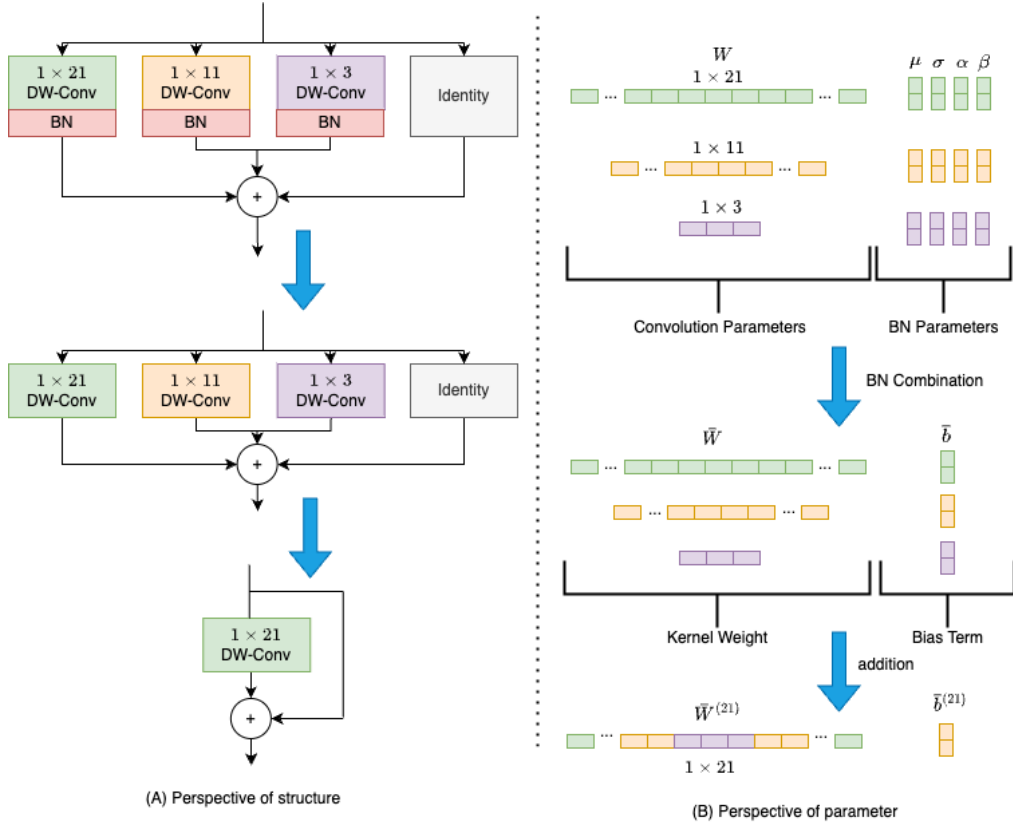 1 × 21
DW-Conv
BN
1 × 11
DW-Conv
BN
1 × 3
DW-Conv
BN
Identity
+
1 × 21
DW-Conv
1 × 11
DW-Conv
1 × 3
DW-Conv
Identity
+
1 × 21
DW-Conv
+
(A) Perspective of structure
W
1 × 21
... ...
μ σ α β
1 × 11
... ...
1 × 3
Convolution Parameters
BN Parameters
BN Combination
W̄
b̄
... ...
... ...
Kernel Weight
Bias Term
addition
W̄⁽²¹⁾
b̄⁽²¹⁾
... ...
1 × 21
(B) Perspective of parameter